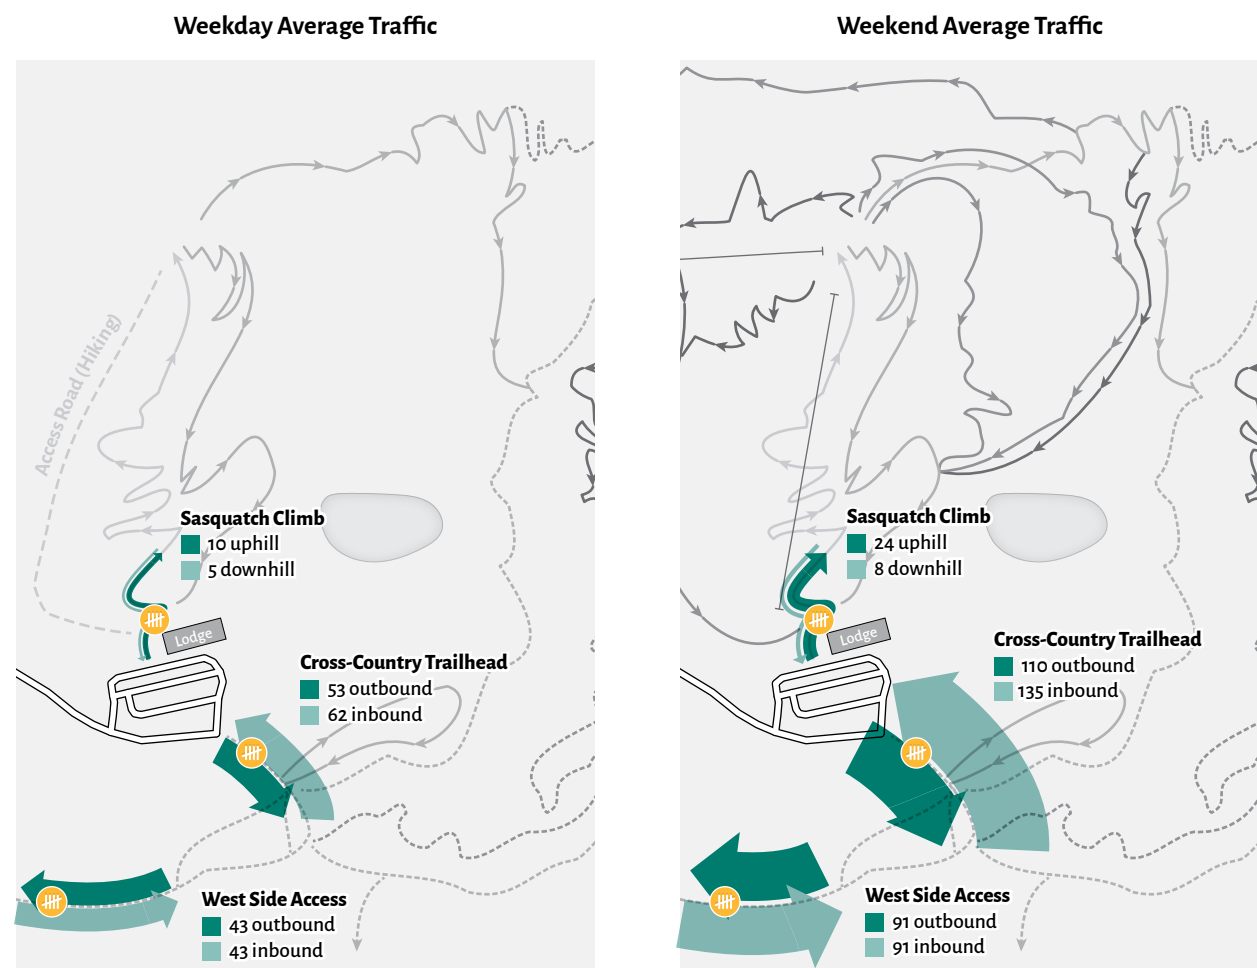 Weekday Average Traffic
Access Road (Hiking)
Sasquatch Climb
10 uphill
5 downhill
Lodge
Cross-Country Trailhead
53 outbound
62 inbound
West Side Access
43 outbound
43 inbound
Weekend Average Traffic
Sasquatch Climb
24 uphill
8 downhill
Lodge
Cross-Country Trailhead
110 outbound
135 inbound
West Side Access
91 outbound
91 inbound